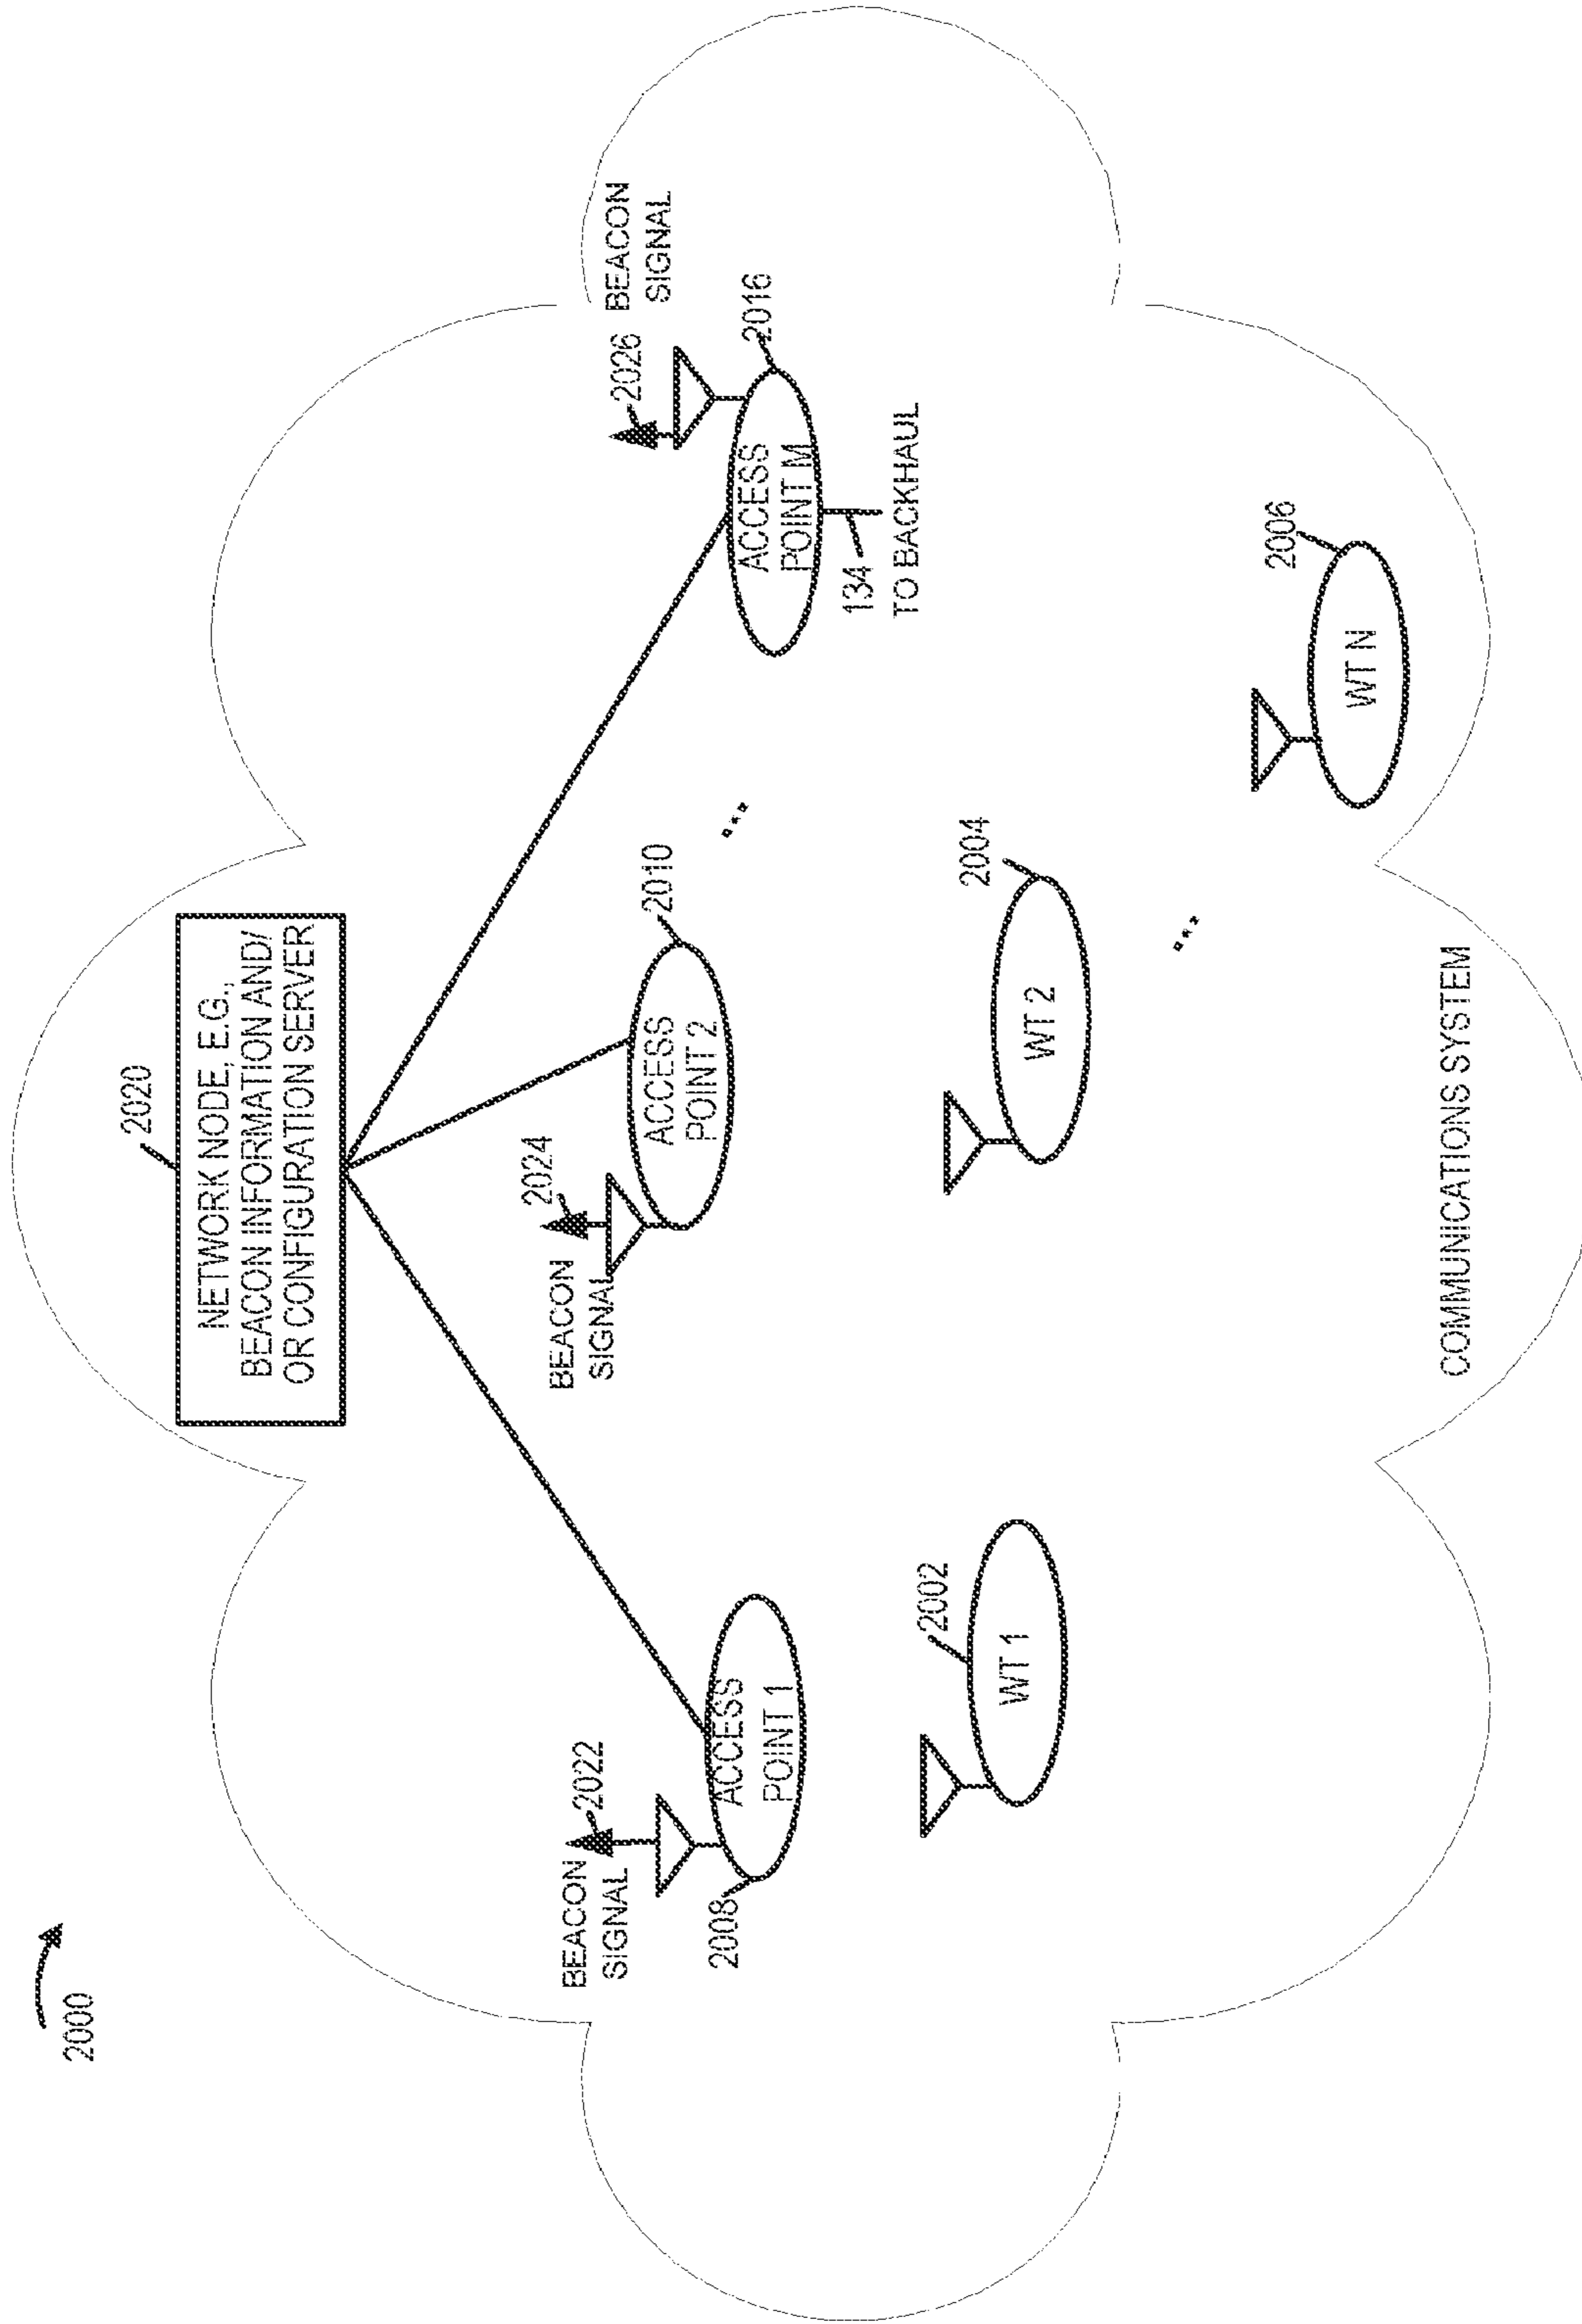 2000
2020
NETWORK NODE, E.G.,
BEACON INFORMATION AND/
OR CONFIGURATION SERVER
BEACON
SIGNAL
2022
2008
ACCESS
POINT 1
BEACON
SIGNAL
2024
2010
ACCESS
POINT 2
...
2026
BEACON
SIGNAL
2016
ACCESS
POINT M
134
TO BACKHAUL
2002
WT 1
2004
WT 2
...
2006
WT N
COMMUNICATIONS SYSTEM